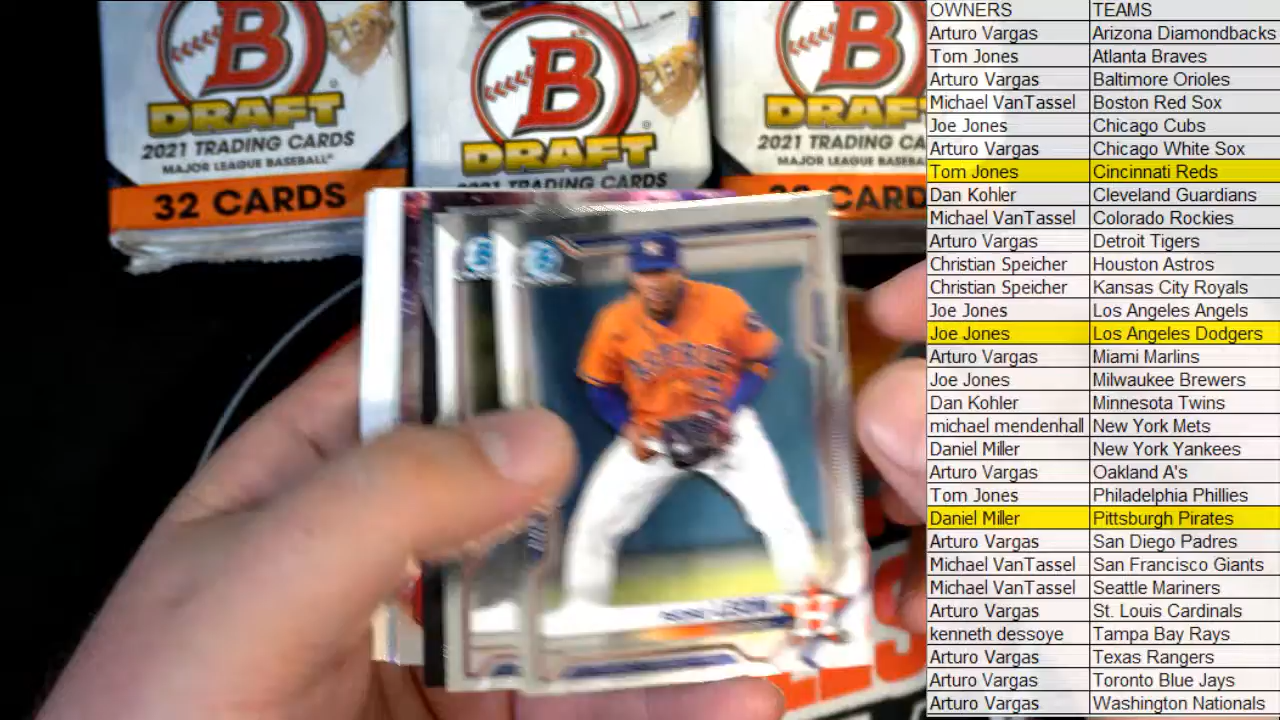 B
DRAFT
2021 TRADING CARDS
MAJOR LEAGUE BASEBALL
32 CARDS
B
DRAFT
2021 TRADING CARDS
B
DRAFT
2021 TRADING CARDS
MAJOR LEAGUE BASEBALL
CARDS
OWNERS TEAMS
Arturo Vargas Arizona Diamondbacks
Tom Jones Atlanta Braves
Arturo Vargas Baltimore Orioles
Michael VanTassel Boston Red Sox
Joe Jones Chicago Cubs
Arturo Vargas Chicago White Sox
Tom Jones Cincinnati Reds
Dan Kohler Cleveland Guardians
Michael VanTassel Colorado Rockies
Arturo Vargas Detroit Tigers
Christian Speicher Houston Astros
Christian Speicher Kansas City Royals
Joe Jones Los Angeles Angels
Joe Jones Los Angeles Dodgers
Arturo Vargas Miami Marlins
Joe Jones Milwaukee Brewers
Dan Kohler Minnesota Twins
michael mendenhall New York Mets
Daniel Miller New York Yankees
Arturo Vargas Oakland A's
Tom Jones Philadelphia Phillies
Daniel Miller Pittsburgh Pirates
Arturo Vargas San Diego Padres
Michael VanTassel San Francisco Giants
Michael VanTassel Seattle Mariners
Arturo Vargas St. Louis Cardinals
kenneth dessoye Tampa Bay Rays
Arturo Vargas Texas Rangers
Arturo Vargas Toronto Blue Jays
Arturo Vargas Washington Nationals